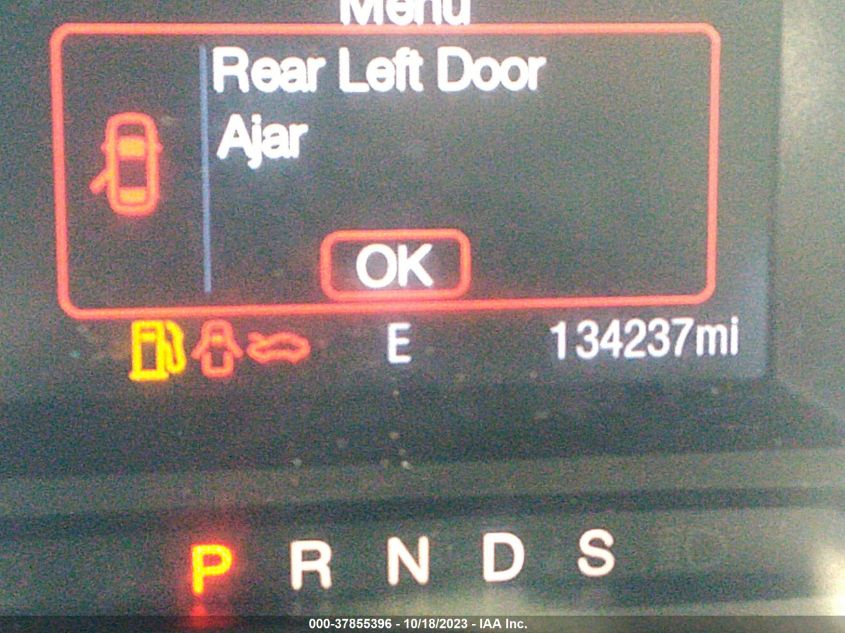 Menu
Rear Left Door
Ajar
OK
E 134237mi
P R N D S
000-37855396 - 10/18/2023 - IAA Inc.